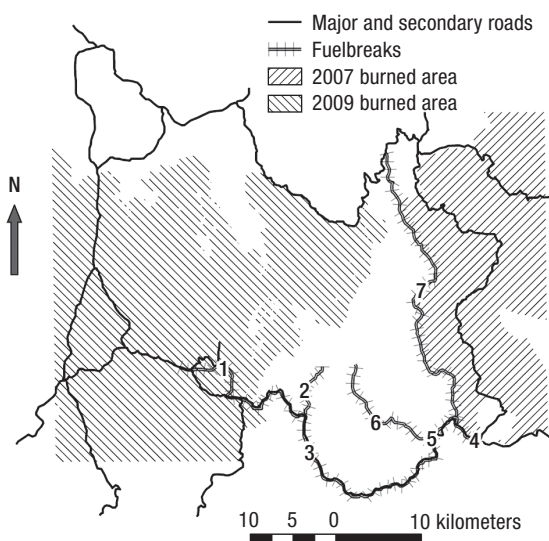 Major and secondary roads
Fuelbreaks
2007 burned area
2009 burned area
N
7
1
2
6
5
4
3
10 5 0 10 kilometers